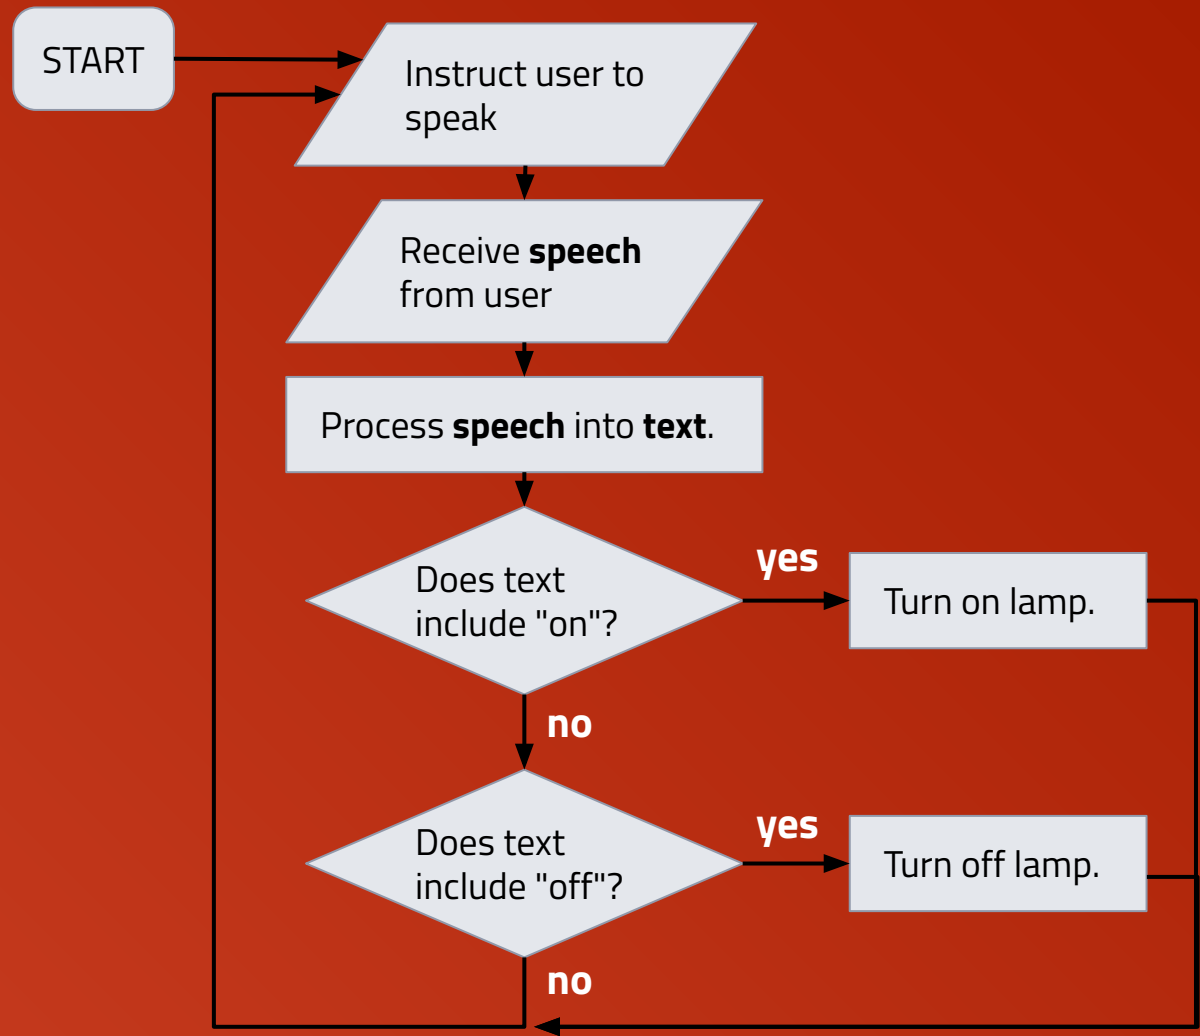 START
Instruct user to
speak
Receive speech
from user
Process speech into text.
Does text
include "on"?
yes
Turn on lamp.
no
Does text
include "off"?
yes
Turn off lamp.
no